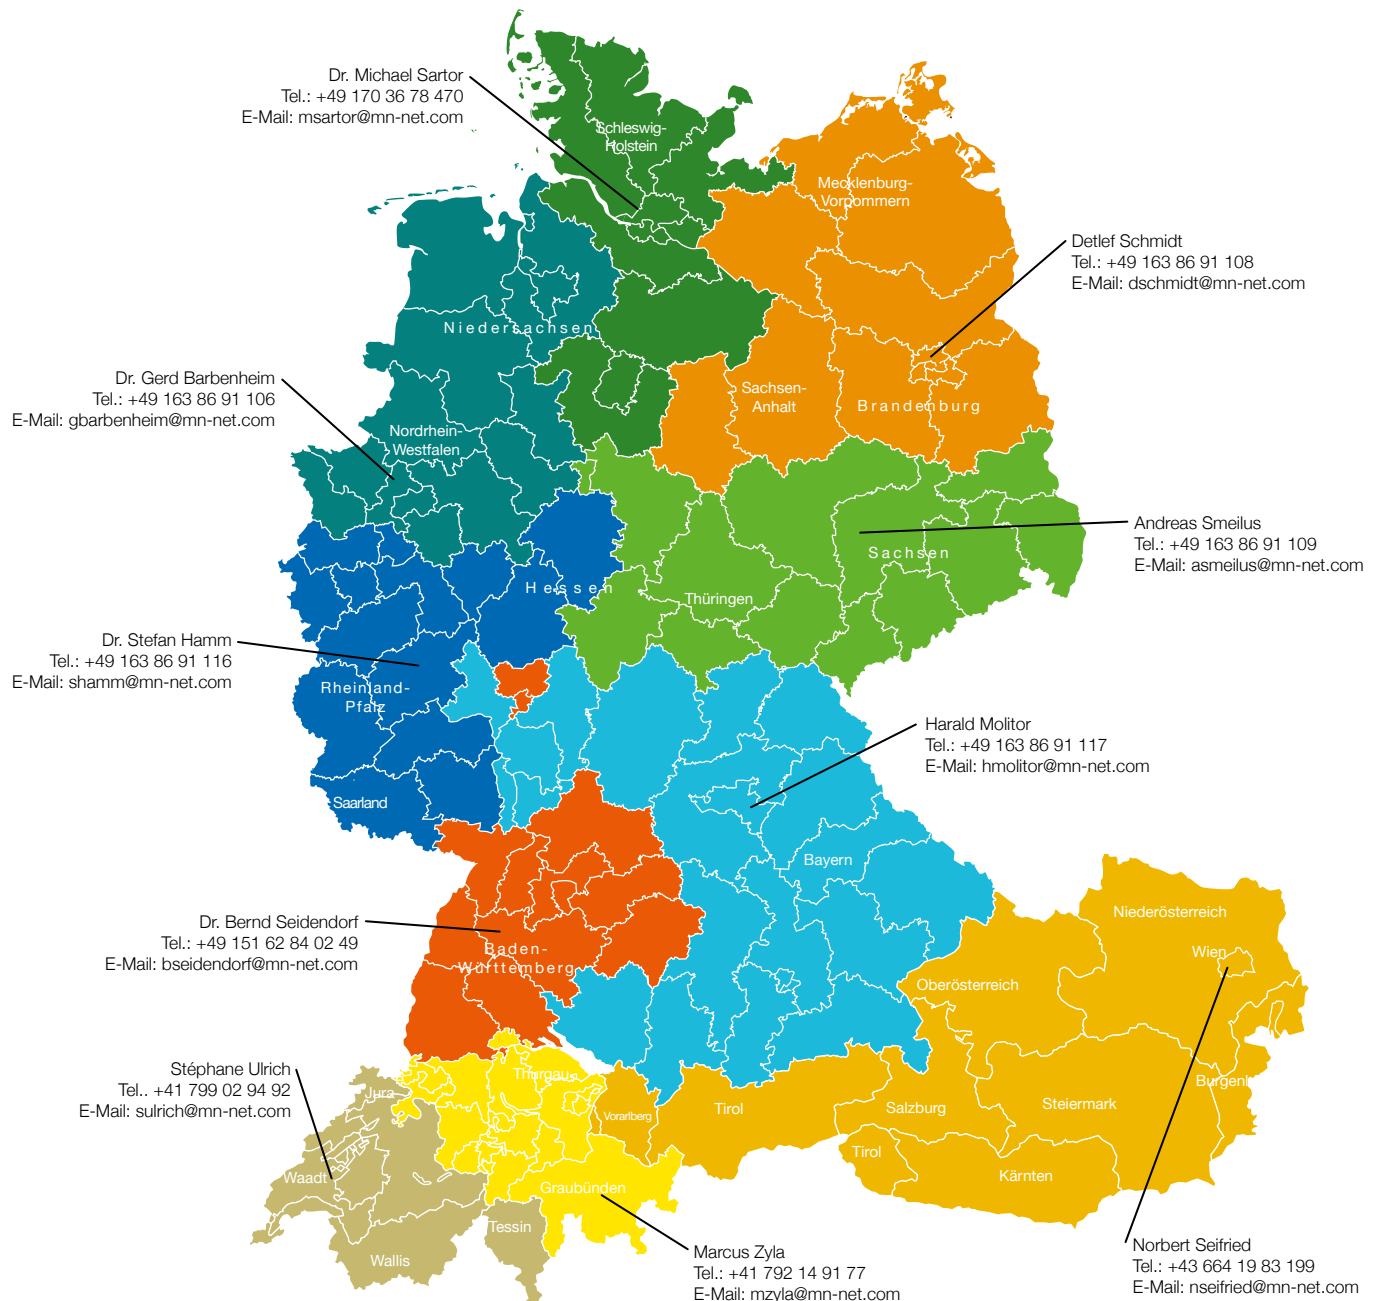 Dr. Michael Sartor
Tel.: +49 170 36 78 470
E-Mail: msartor@mn-net.com
Schleswig-
Holstein
Mecklenburg-
Vorpommern
Detlef Schmidt
Tel.: +49 163 86 91 108
E-Mail: dschmidt@mn-net.com
Niedersachsen
Dr. Gerd Barbenheim
Tel.: +49 163 86 91 106
E-Mail: gbarbenheim@mn-net.com
Sachsen-
Anhalt
Brandenburg
Nordrhein-
Westfalen
Andreas Smeilus
Tel.: +49 163 86 91 109
E-Mail: asmeilus@mn-net.com
Sachsen
Hessen
Thüringen
Dr. Stefan Hamm
Tel.: +49 163 86 91 116
E-Mail: shamm@mn-net.com
Rheinland-
Pfalz
Harald Molitor
Tel.: +49 163 86 91 117
E-Mail: hmolitor@mn-net.com
Saarland
Bayern
Dr. Bernd Seidendorf
Tel.: +49 151 62 84 02 49
E-Mail: bseidendorf@mn-net.com
Baden-
Württemberg
Niederösterreich
Wien
Oberösterreich
Stéphane Ulrich
Tel.. +41 799 02 94 92
E-Mail: sulrich@mn-net.com
Jura
Thurgau
Vorarlberg
Tirol
Salzburg
Steiermark
Burgenl
Waadt
Tirol
Kärnten
Graubünden
Tessin
Wallis
Marcus Zyla
Tel.: +41 792 14 91 77
E-Mail: mzyla@mn-net.com
Norbert Seifried
Tel.: +43 664 19 83 199
E-Mail: nseifried@mn-net.com